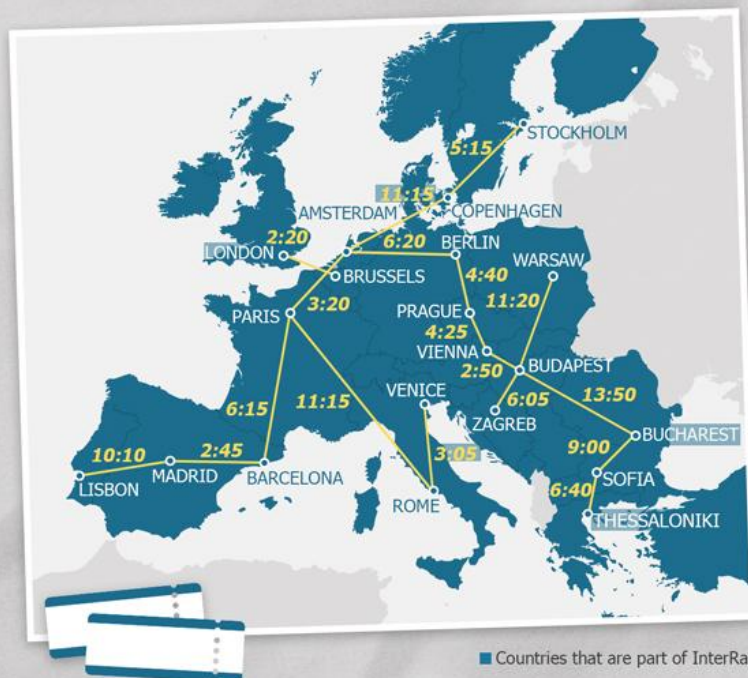 STOCKHOLM
5:15
11:15
AMSTERDAM
COPENHAGEN
2:20
6:20
LONDON
BERLIN
WARSAW
BRUSSELS
4:40
3:20
11:20
PARIS
PRAGUE
4:25
VIENNA
2:50
BUDAPEST
VENICE
6:15
11:15
6:05
13:50
ZAGREB
BUCHAREST
10:10
2:45
3:05
9:00
MADRID
BARCELONA
SOFIA
LISBON
6:40
ROME
THESSALONIKI
Countries that are part of InterRa